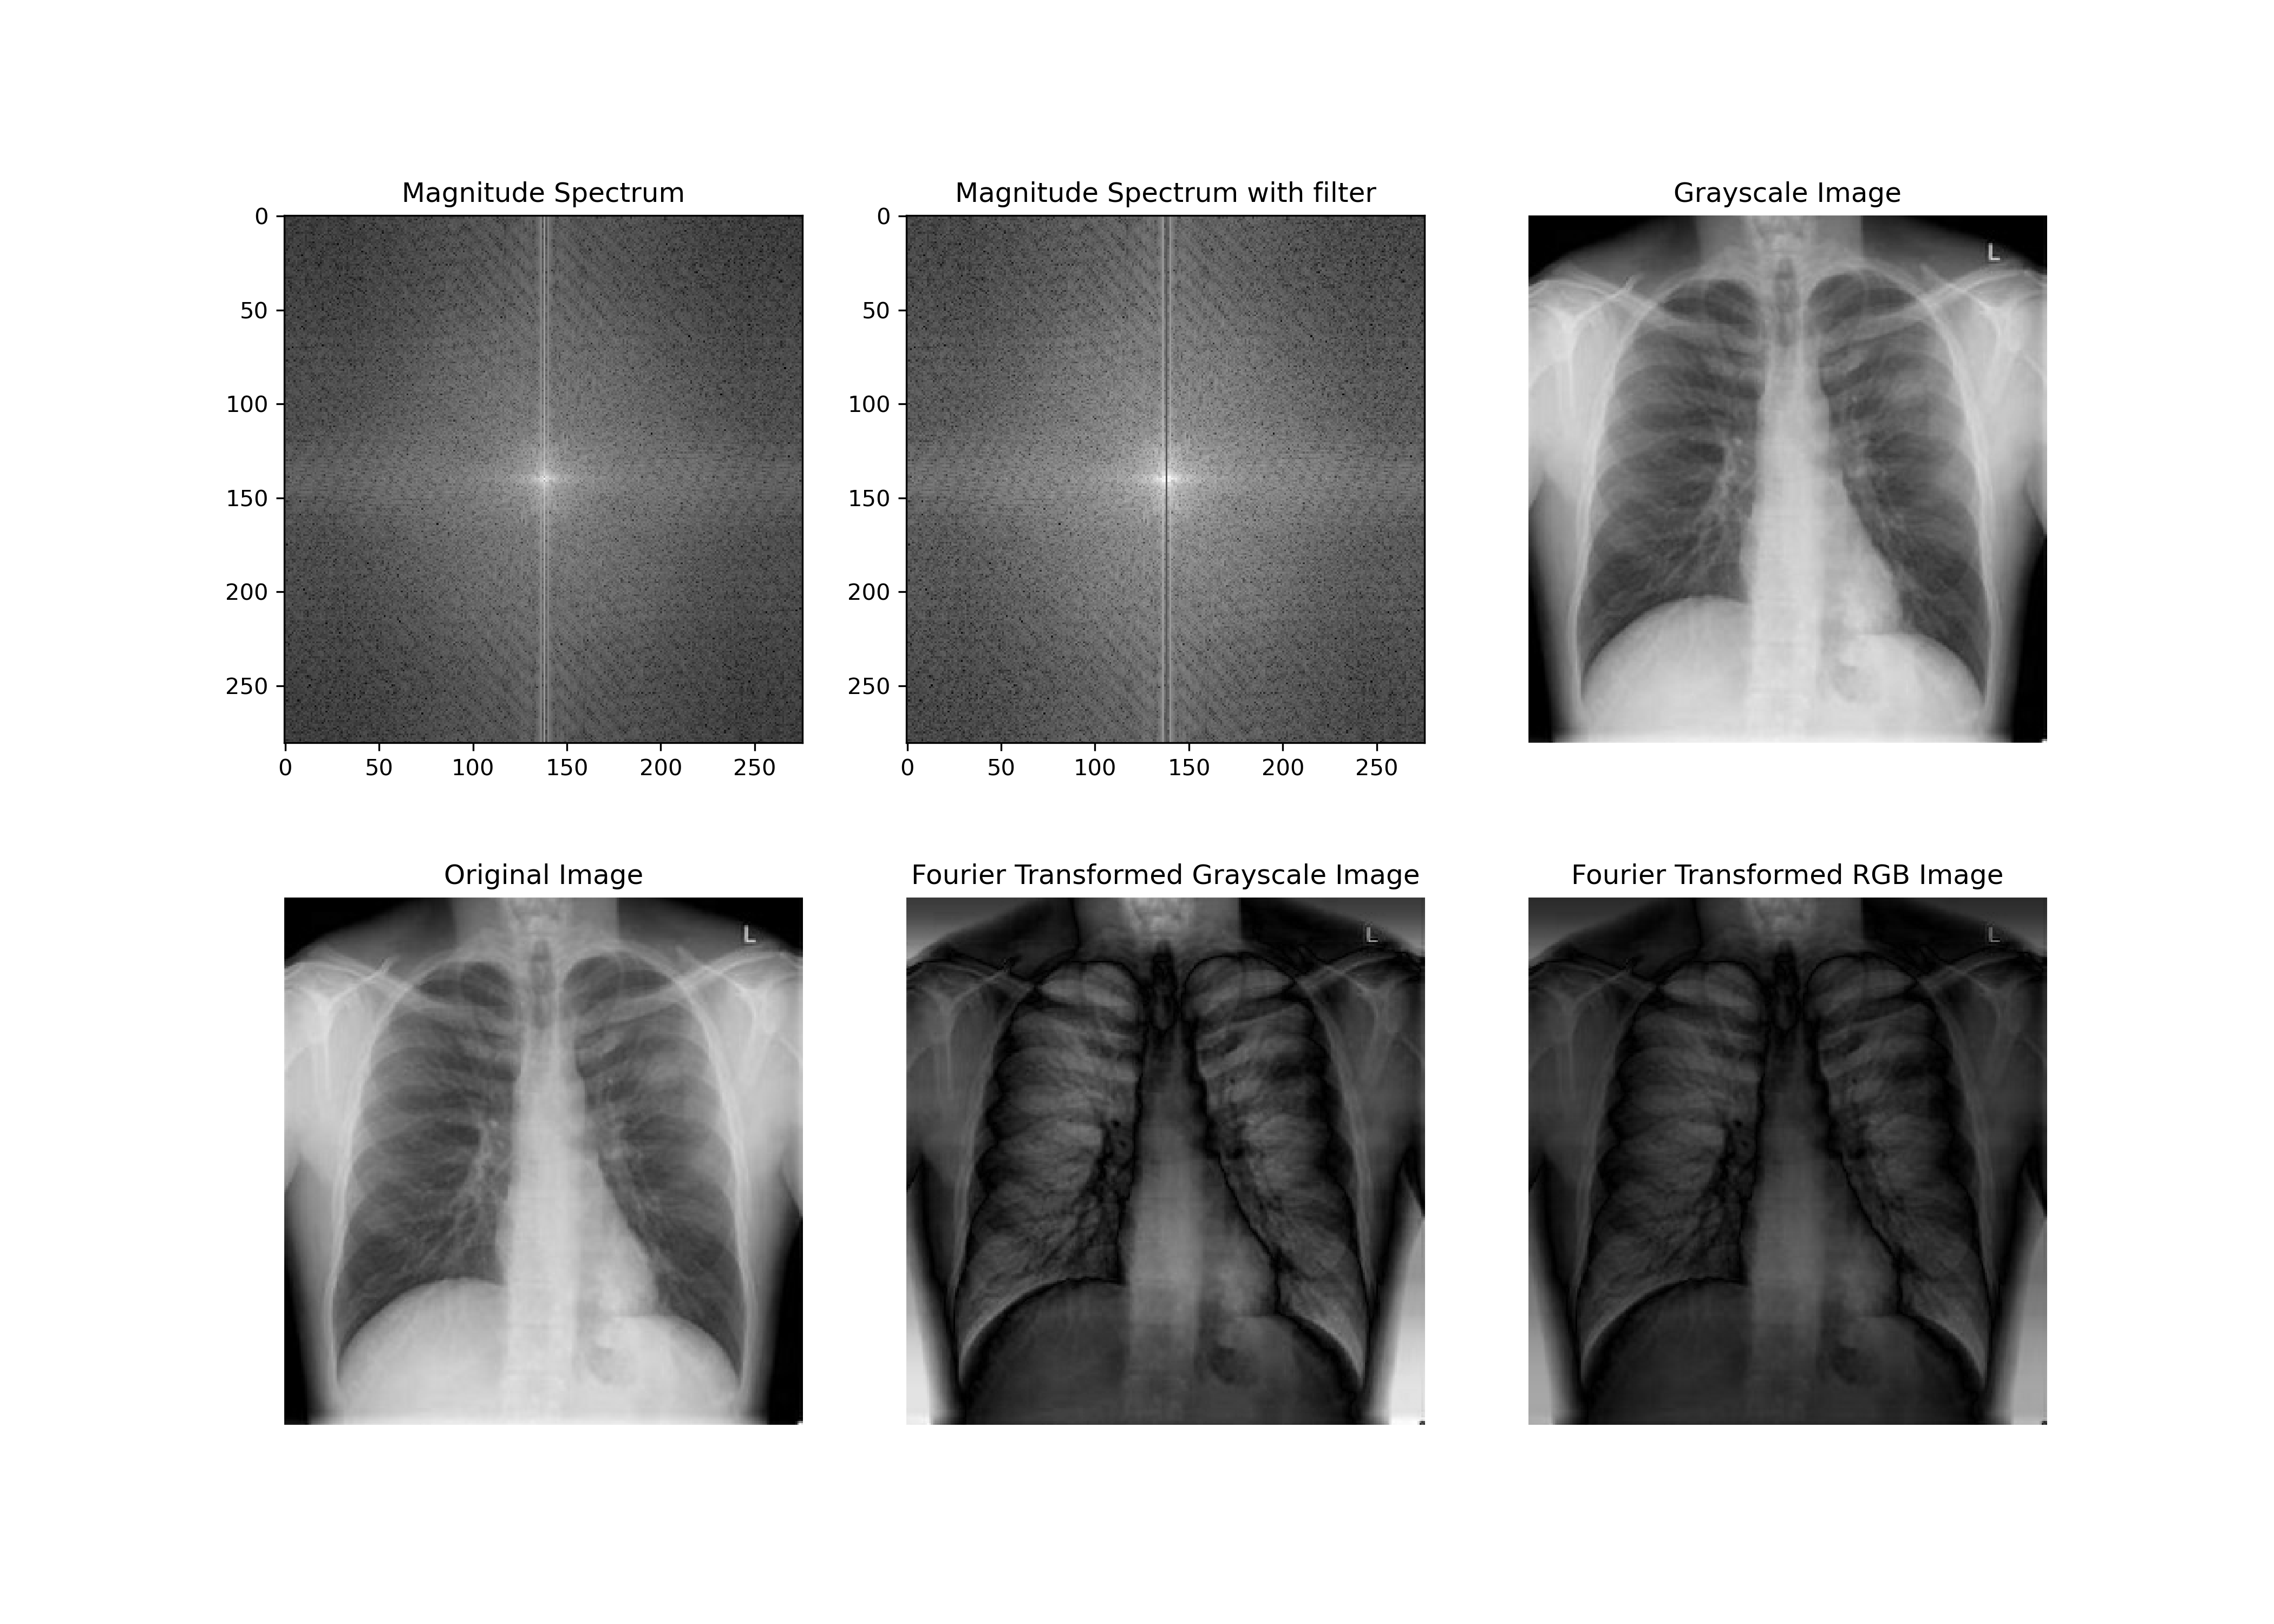 Magnitude Spectrum
Magnitude Spectrum with filter
Grayscale Image
0
50
100
150
200
250
0 50 100 150 200 250
0
50
100
150
200
250
0 50 100 150 200 250
L
Original Image
Fourier Transformed Grayscale Image
Fourier Transformed RGB Image
L
L
L